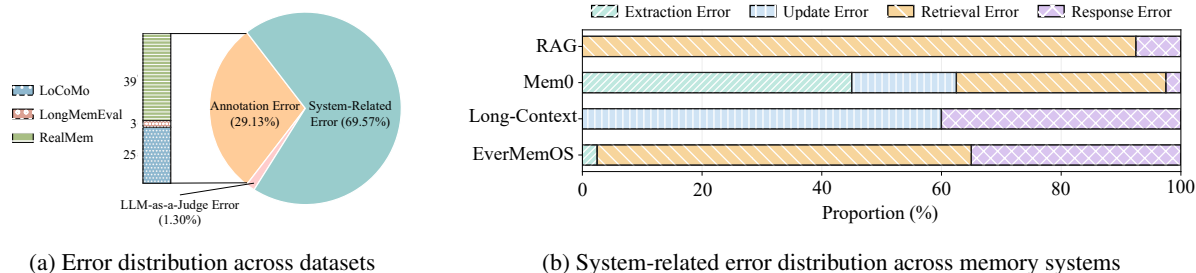 39
3
25
LoCoMo
LongMemEval
RealMem
Annotation Error
(29.13%)
System-Related
Error (69.57%)
LLM-as-a-Judge Error
(1.30%)
(a) Error distribution across datasets
Extraction Error Update Error Retrieval Error Response Error
RAG
Mem0
Long-Context
EverMemOS
0 20 40 60 80 100
Proportion (%)
(b) System-related error distribution across memory systems